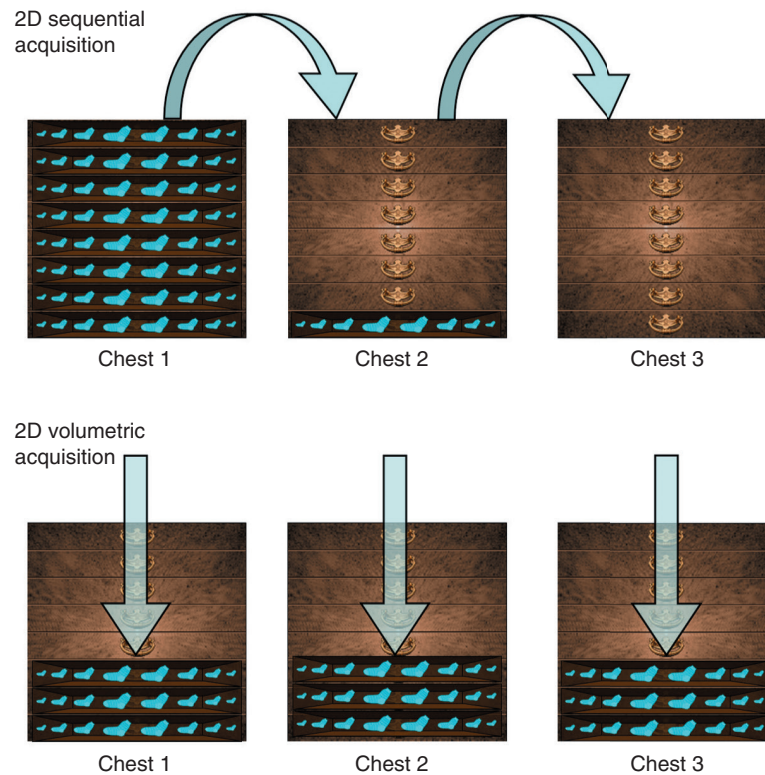 2D sequential
acquisition
Chest 1
Chest 2
Chest 3
2D volumetric
acquisition
Chest 1
Chest 2
Chest 3